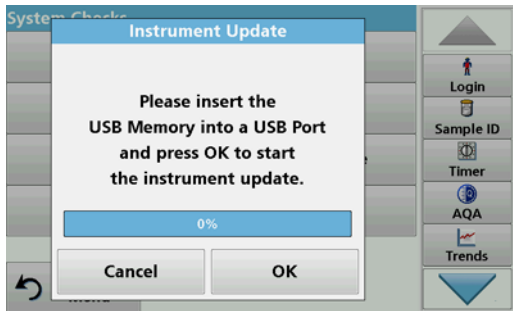 System Checks
Instrument Update
Please insert the
USB Memory into a USB Port
and press OK to start
the instrument update.
0%
Cancel
OK
Menu
Login
Sample ID
Timer
AQA
Trends